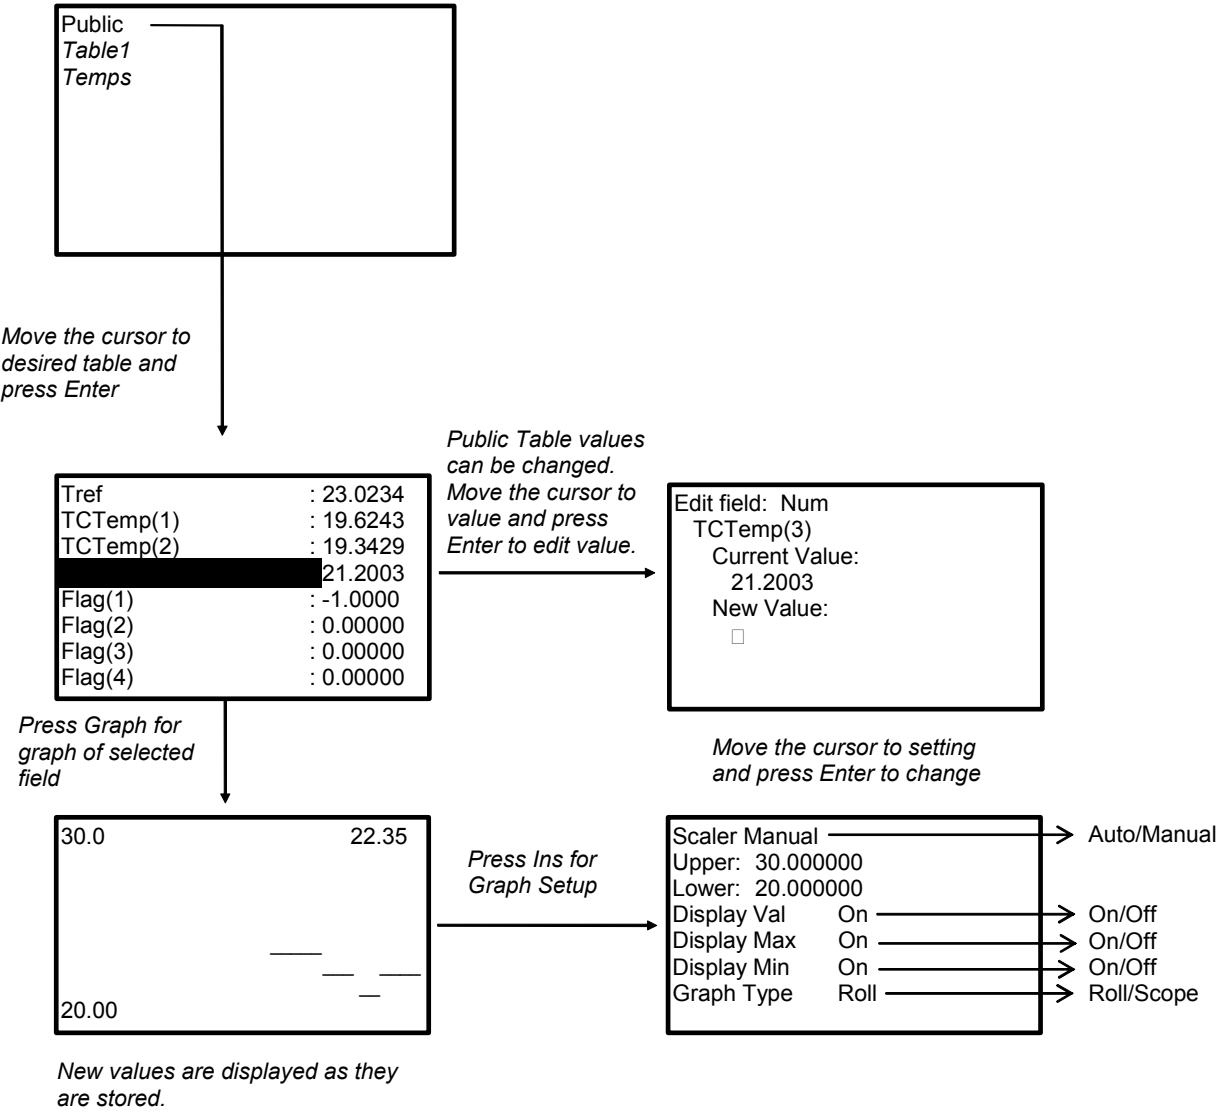 Public
Table1
Temps
Move the cursor to
desired table and
press Enter
Tref : 23.0234
TCTemp(1) : 19.6243
TCTemp(2) : 19.3429
21.2003
Flag(1) : -1.0000
Flag(2) : 0.00000
Flag(3) : 0.00000
Flag(4) : 0.00000
Public Table values
can be changed.
Move the cursor to
value and press
Enter to edit value.
Edit field: Num
TCTemp(3)
Current Value:
21.2003
New Value:
Press Graph for
graph of selected
field
Move the cursor to setting
and press Enter to change
30.0 22.35
20.00
Press Ins for
Graph Setup
Scaler Manual Auto/Manual
Upper: 30.000000
Lower: 20.000000
Display Val On On/Off
Display Max On On/Off
Display Min On On/Off
Graph Type Roll Roll/Scope
New values are displayed as they
are stored.